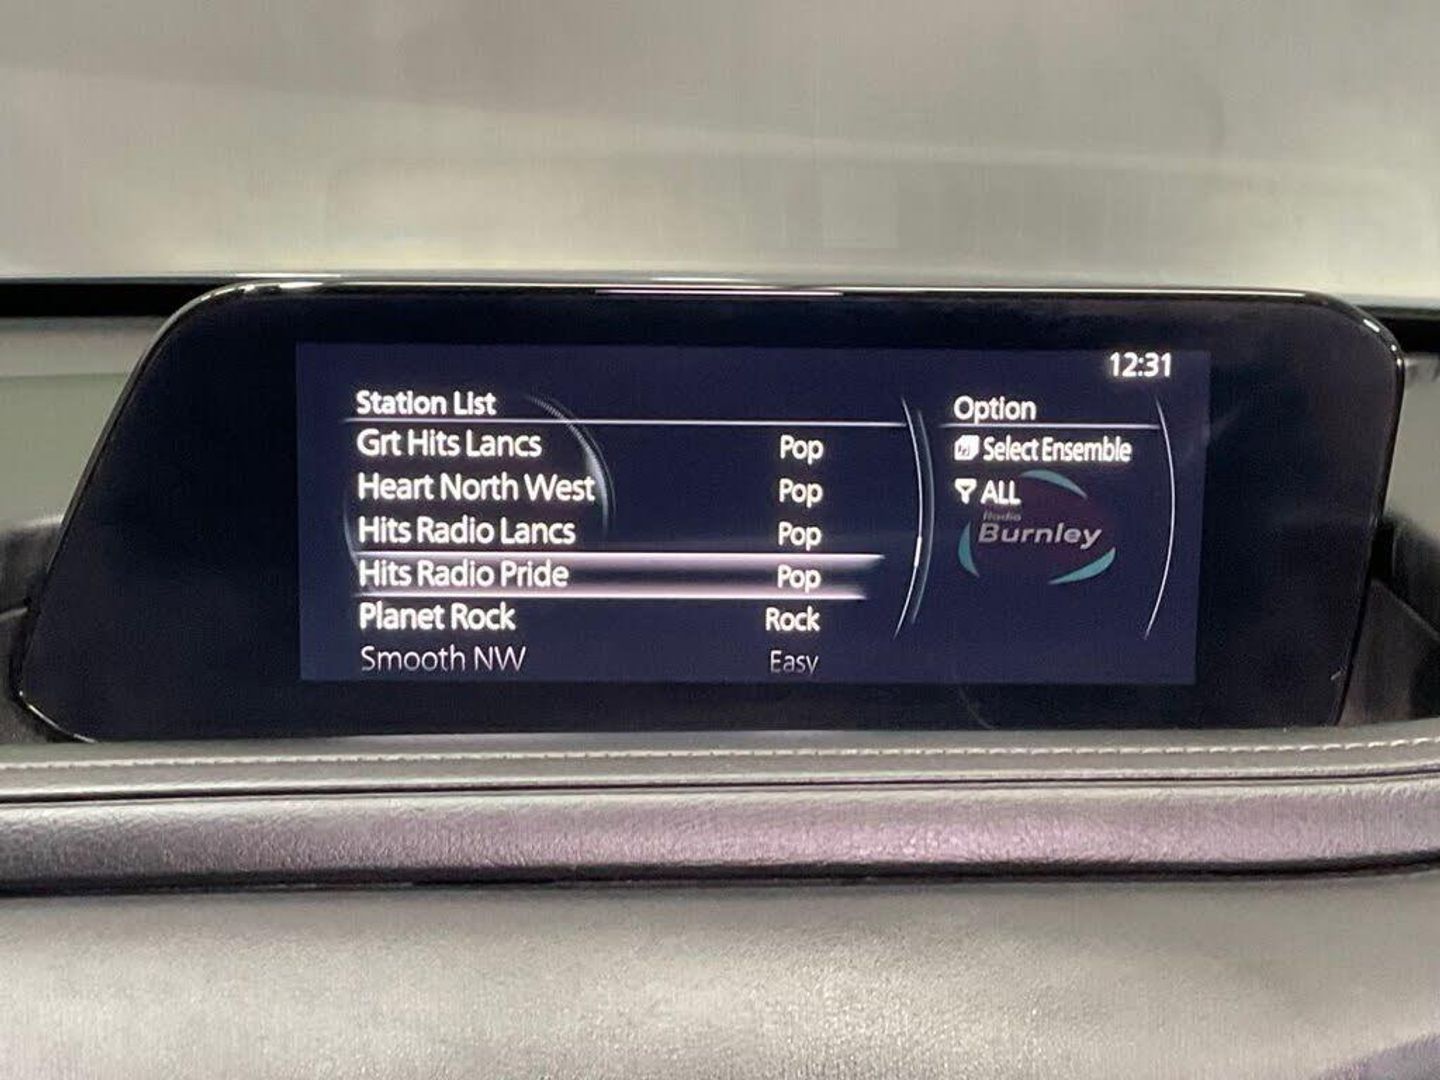 12:31
Station List
Grt Hits Lancs Pop
Heart North West Pop
Hits Radio Lancs Pop
Hits Radio Pride Pop
Planet Rock Rock
Smooth NW Easy
Option
Select Ensemble
ALL
Radio
Burnley